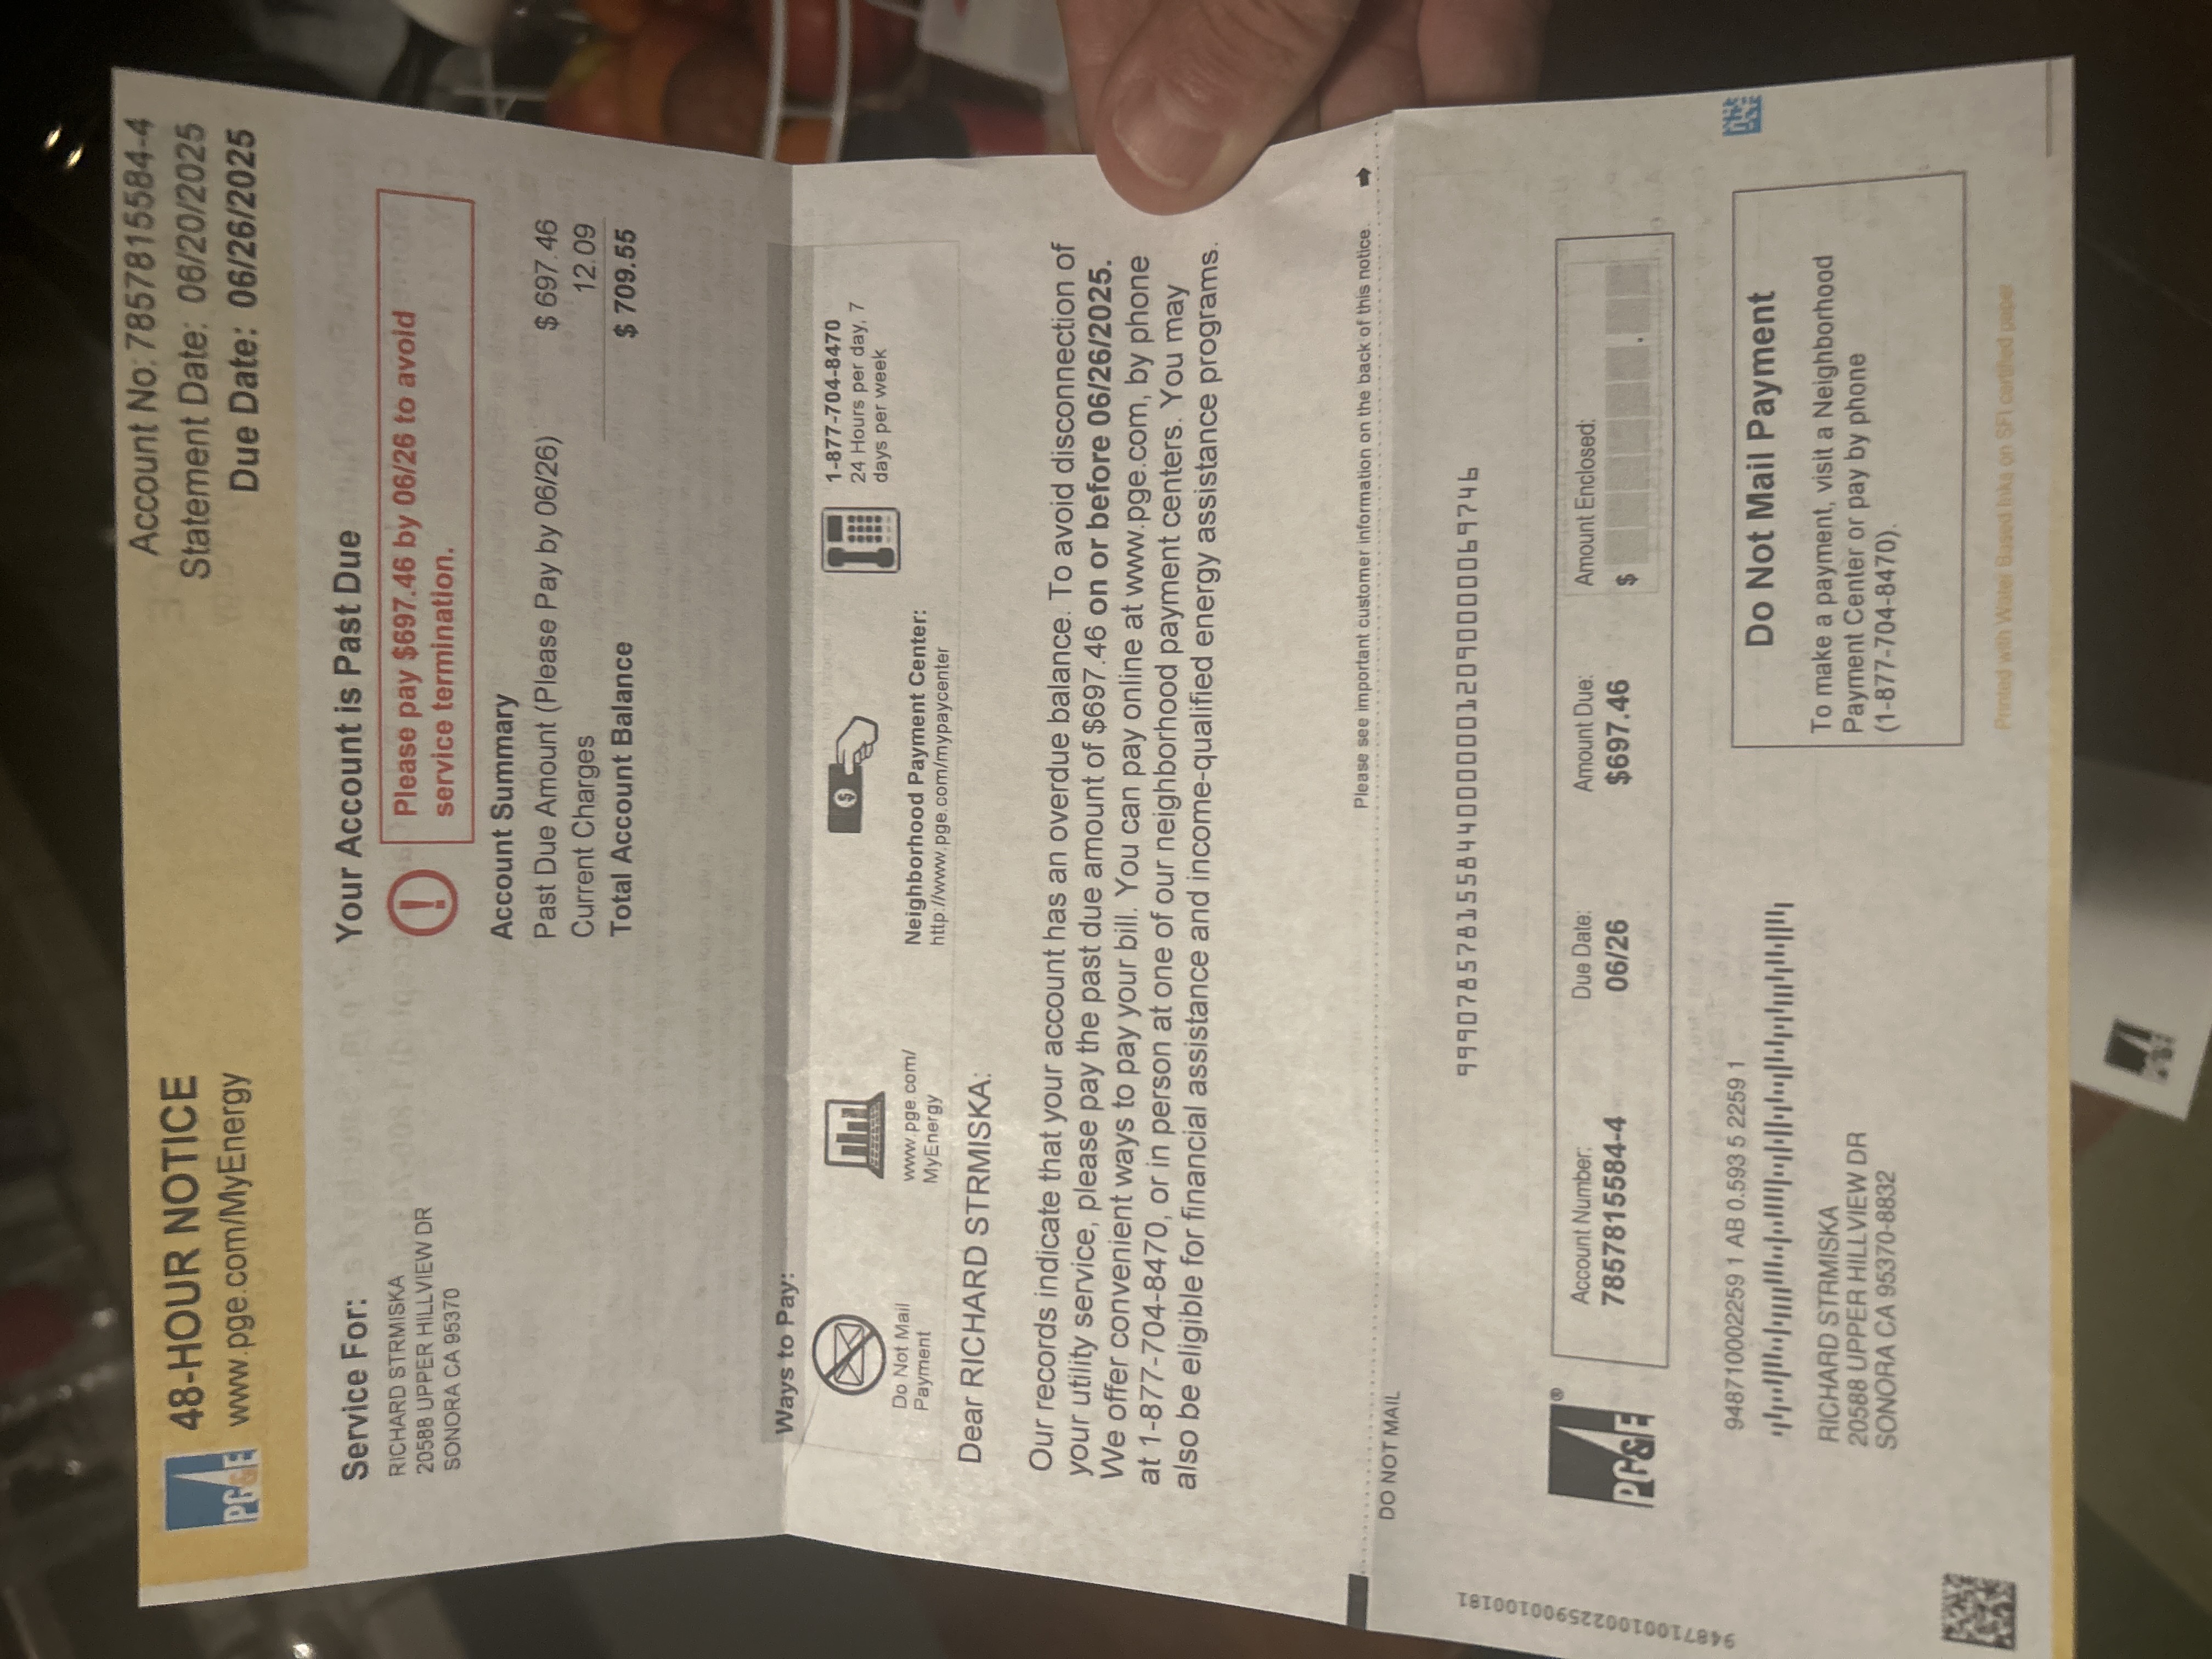 PG&E
48-HOUR NOTICE
www.pge.com/MyEnergy
Account No: 7857815584-4
Statement Date: 06/20/2025
Due Date: 06/26/2025
Service For:
RICHARD STRMISKA
20588 UPPER HILLVIEW DR
SONORA CA 95370
Your Account is Past Due
! Please pay $697.46 by 06/26 to avoid
service termination.
Account Summary
Past Due Amount (Please Pay by 06/26) $ 697.46
Current Charges 12.09
Total Account Balance $ 709.55
Ways to Pay:
Do Not Mail
Payment
www.pge.com/
MyEnergy
$
Neighborhood Payment Center:
http://www.pge.com/mypaycenter
1-877-704-8470
24 Hours per day, 7
days per week
Dear RICHARD STRMISKA:
Our records indicate that your account has an overdue balance. To avoid disconnection of
your utility service, please pay the past due amount of $697.46 on or before 06/26/2025.
We offer convenient ways to pay your bill. You can pay online at www.pge.com, by phone
at 1-877-704-8470, or in person at one of our neighborhood payment centers. You may
also be eligible for financial assistance and income-qualified energy assistance programs.
Please see important customer information on the back of this notice.
DO NOT MAIL
99907857815584400000012090000069746
948710010022590100181
PG&E®
Account Number: Due Date: Amount Due: Amount Enclosed:
7857815584-4 06/26 $697.46 $ .
948710002259 1 AB 0.593 5 2259 1
RICHARD STRMISKA
20588 UPPER HILLVIEW DR
SONORA CA 95370-8832
Do Not Mail Payment
To make a payment, visit a Neighborhood
Payment Center or pay by phone
(1-877-704-8470).
Printed with Water Based Inks on SFI certified paper